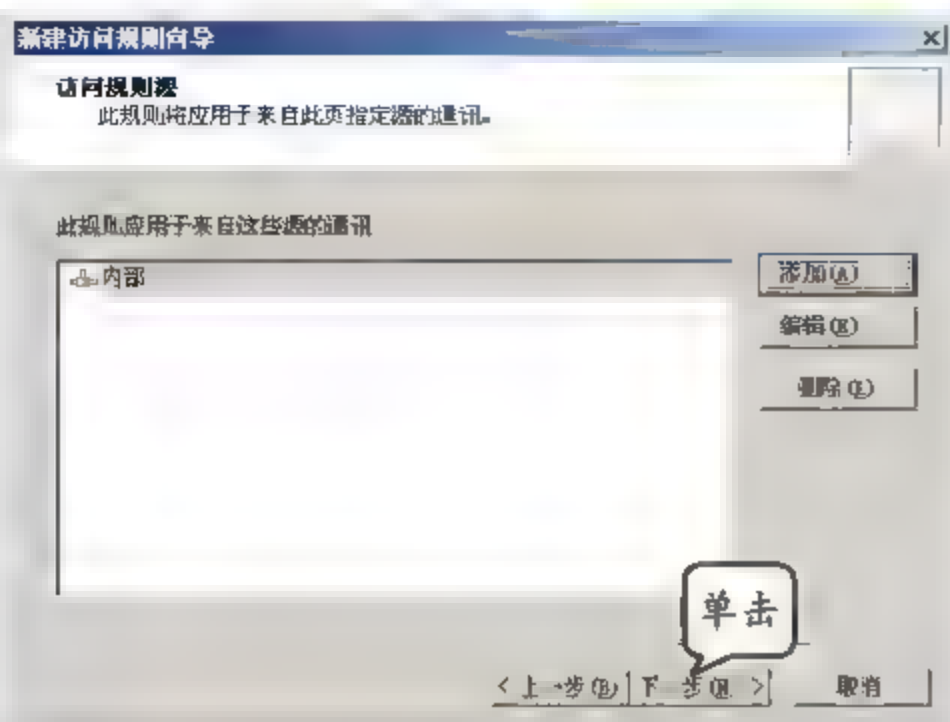 新建访问规则向导
访问规则源
此规则将应用于来自此页指定源的通讯。
此规则应用于来自这些源的通讯
内部
添加(A)
编辑(E)
删除
单击
< 上一步(B)
下一步(N) >
取消